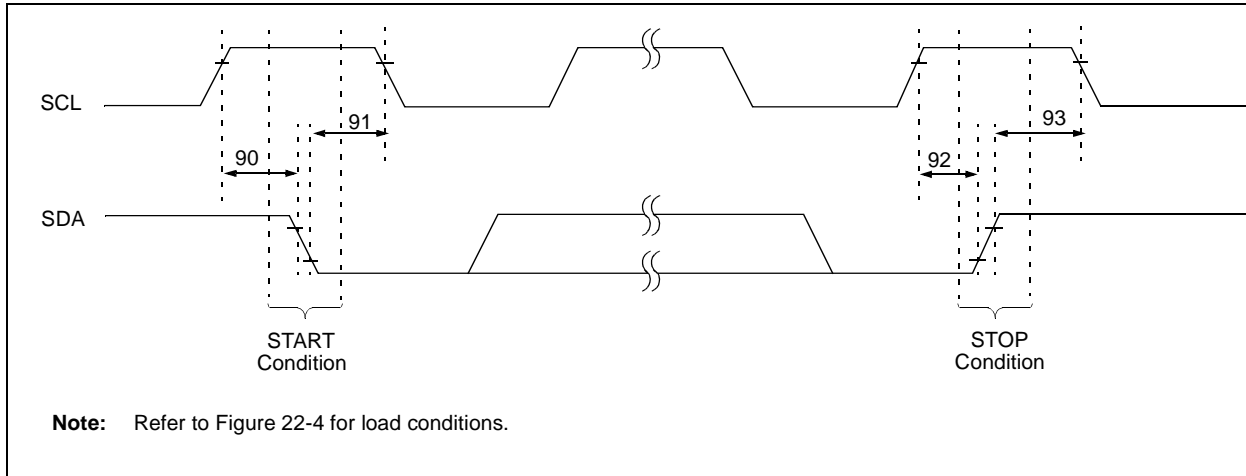 SCL
91
93
90
92
SDA
START
Condition
STOP
Condition
Note: Refer to Figure 22-4 for load conditions.